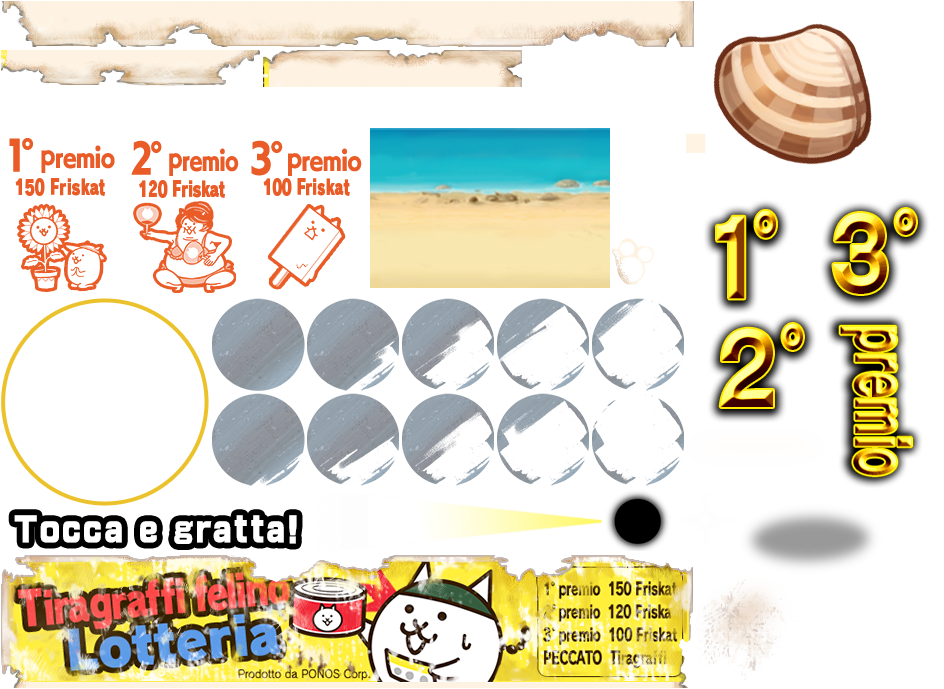 1° premio
150 Friskat
2° premio
120 Friskat
3° premio
100 Friskat
1°
3°
2°
premio
Tocca e gratta!
Tiragraffi felino
Lotteria
Prodotto da PONOS Corp.
1° premio 150 Friskat
2° premio 120 Friska
3° premio 100 Friskat
PECCATO Tiragraffi